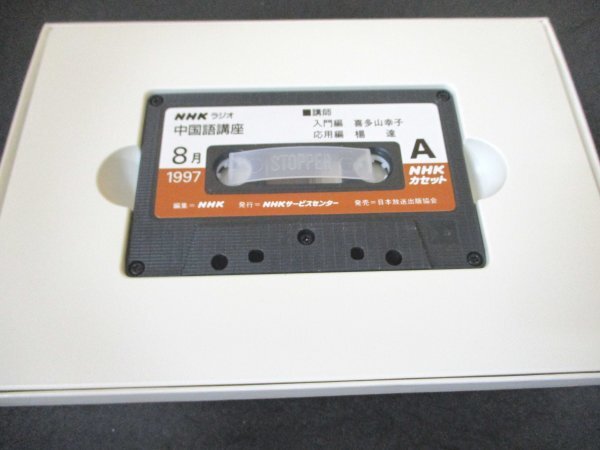 NHK ラジオ
中国語講座
8月
1997
■講師
入門編 喜多山幸子
応用編 楊 達
A
NHK
カセット
STOPPER
編集=NHK 発行=NHKサービスセンター 発売=日本放送出版協会